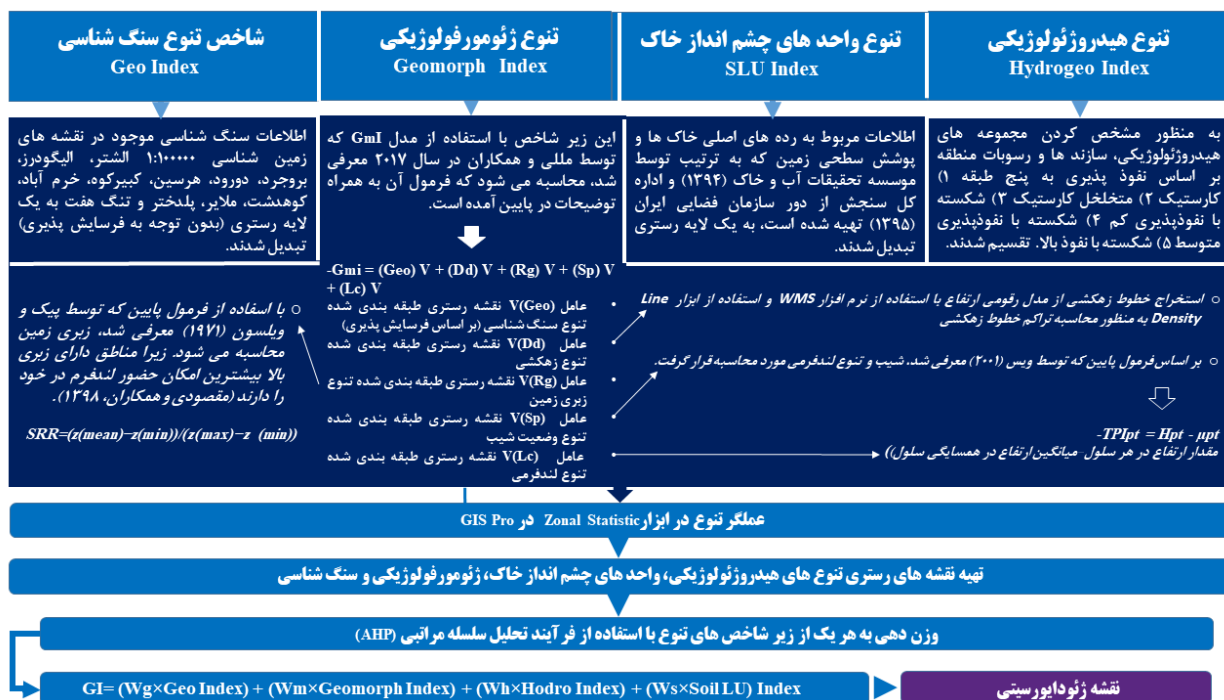 تنوع هیدروژئولوژیکی
Hydrogeo Index
تنوع واحد های چشم انداز خاک
SLU Index
تنوع ژئومورفولوژیکی
Geomorph Index
شاخص تنوع سنگ شناسی
Geo Index
به منظور مشخص کردن مجموعه های
هیدروژئولوژیکی، سازند ها و رسوبات منطقه
بر اساس نفوذ پذیری به پنج طبقه ۱)
کارستیک ۲) متخلخل کارستیک ۳) شکسته
با نفوذپذیری کم ۴) شکسته با نفوذپذیری
متوسط ۵) شکسته با نفوذ بالا. تقسیم شدند.
اطلاعات مربوط به رده های اصلی خاک ها و
پوشش سطحی زمین که به ترتیب توسط
موسسه تحقیقات آب و خاک (۱۳۹۴) و اداره
کل سنجش از دور سازمان فضایی ایران
(۱۳۹۵) تهیه شده است، به یک لایه رستری
تبدیل شدند.
این زیر شاخص با استفاده از مدل GmI که
توسط مللی و همکاران در سال ۲۰۱۷ معرفی
شد، محاسبه می شود که فرمول آن به همراه
توضیحات در پایین آمده است.
اطلاعات سنگ شناسی موجود در نقشه های
زمین شناسی ۱:۱۰۰۰۰۰ الشتر، الیگودرز،
بروجرد، دورود، هرسین، کبیرکوه، خرم آباد،
کوهدشت، ملایر، پلدختر و تنگ هفت به یک
لایه رستری (بدون توجه به فرسایش پذیری)
تبدیل شدند.
-Gmi = (Geo) V + (Dd) V + (Rg) V + (Sp) V
+ (Lc) V
عامل V(Geo) نقشه رستری طبقه بندی شده
تنوع سنگ شناسی (بر اساس فرسایش پذیری)
عامل V(Dd) نقشه رستری طبقه بندی شده
تنوع زهکشی
عامل V(Rg) نقشه رستری طبقه بندی شده تنوع
زبری زمین
عامل V(Sp) نقشه رستری طبقه بندی شده
تنوع وضعیت شیب
عامل V(Lc) نقشه رستری طبقه بندی شده
تنوع لندفرمی
استخراج خطوط زهکشی از مدل رقومی ارتفاع با استفاده از نرم افزار WMS و استفاده از ابزار Line
Density به منظور محاسبه تراکم خطوط زهکشی
بر اساس فرمول پایین که توسط ویس (۲۰۰۱) معرفی شد، شیب و تنوع لندفرمی مورد محاسبه قرار گرفت.
-TPIpt = Hpt - µpt
مقدار ارتفاع در هر سلول-میانگین ارتفاع در همسایگی سلول))
با اسفاده از فرمول پایین که توسط پیک و
ویلسون (۱۹۷۱) معرفی شد، زبری زمین
محاسبه می شود. زیرا مناطق دارای زبری
بالا بیشترین امکان حضور لندفرم در خود
را دارند (مقصودی و همکاران، ۱۳۹۸).
SRR=(z(mean)−z(min))/(z(max)−z (min))
عملگر تنوع در ابزار Zonal Statistic در GIS Pro
تهیه نقشه های رستری تنوع های هیدروژئولوژیکی، واحد های چشم انداز خاک، ژئومورفولوژیکی و سنگ شناسی
وزن دهی به هر یک از زیر شاخص های تنوع با استفاده از فرآیند تحلیل سلسله مراتبی (AHP)
GI= (Wg×Geo Index) + (Wm×Geomorph Index) + (Wh×Hodro Index) + (Ws×Soil LU) Index
نقشه ژئودایورسیتی